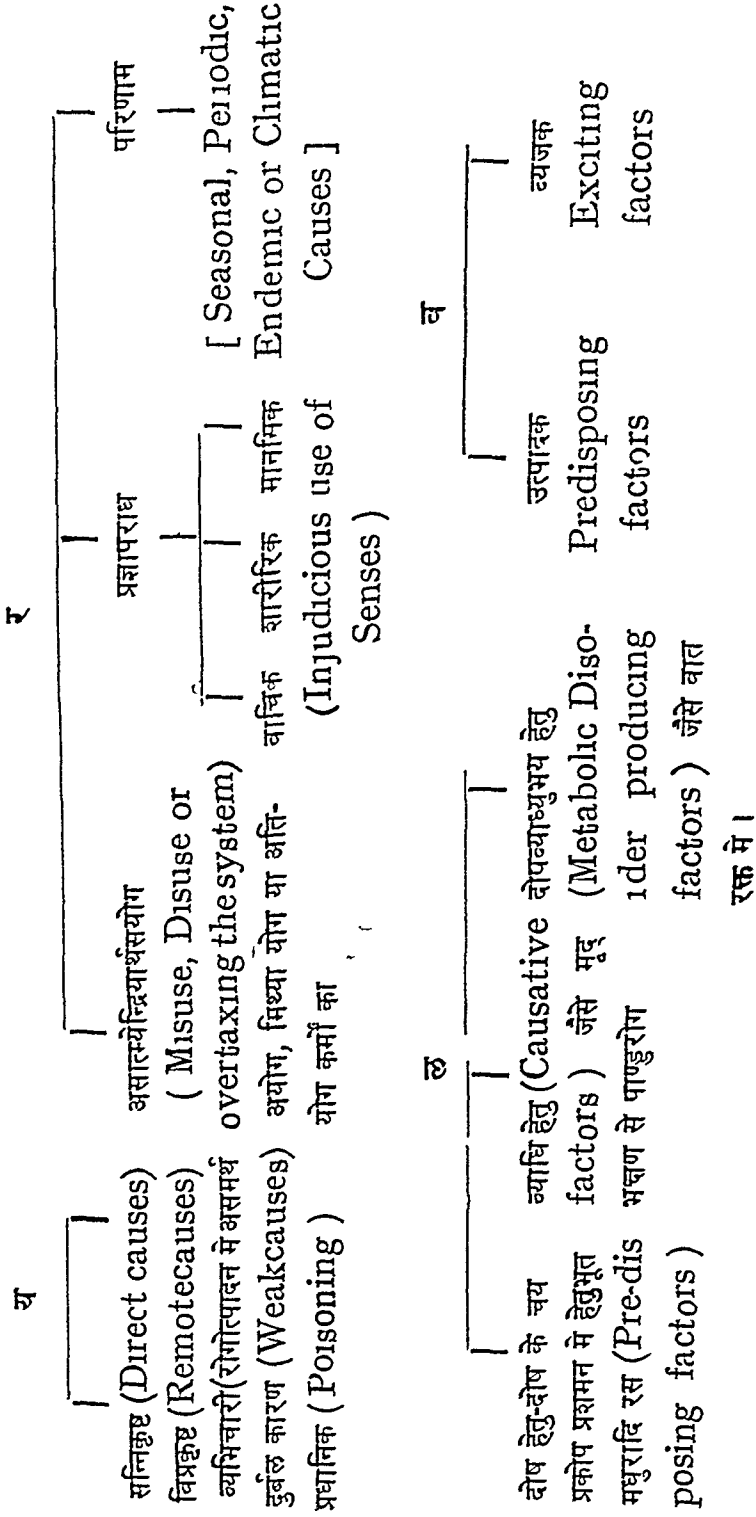 य
सन्निकृष्ट (Direct causes)
विप्रकृष्ट (Remotecauses)
व्यभिचारी(रोगोत्पादन मे असमर्थ
दुर्बल कारण (Weakcauses)
प्रधानिक ( Poisoning )
र
असात्म्येन्द्रियार्थसयोग
( Misuse, Disuse or
overtaxing the system)
अयोग, मिथ्या योग या अति-
योग कर्मों का
प्रज्ञापराध
वाचिक शारीरिक मानसिक
(Injudicious use of
Senses )
परिणाम
[ Seasonal, Periodic,
Endemic or Climatic
Causes ]
ल
दोष हेतु-दोष के चय
प्रकोप प्रशमन मे हेतुभूत
मधुरादि रस (Pre-dis
posing factors )
व्याधि हेतु (Causative
factors ) जैसे मृद्
भक्षण से पाण्डुरोग
दोषव्याध्युभय हेतु
(Metabolic Diso-
rder producing
factors ) जैसे वात
रक्त मे ।
व
उत्पादक
Predisposing
factors
व्यजक
Exciting
factors